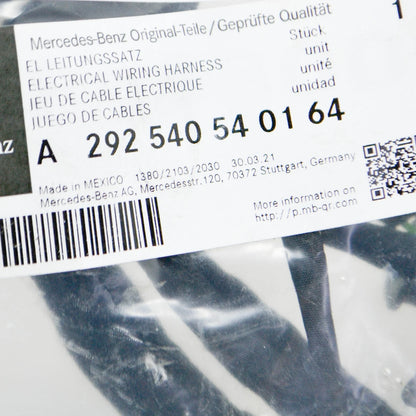 Mercedes-Benz Original-Teile/Geprüfte Qualität 1
EL LEITUNGSSATZ Stück
ELECTRICAL WIRING HARNESS unit
JEU DE CABLE ELECTRIQUE unité
JUEGO DE CABLES unidad
nz
A 292 540 54 01 64
Made in MEXICO 1380/2103/2030 30.03.21
Mercedes-Benz AG, Mercedesstr.120, 70372 Stuttgart, Germany
More information on
http://p.mb-qr.com